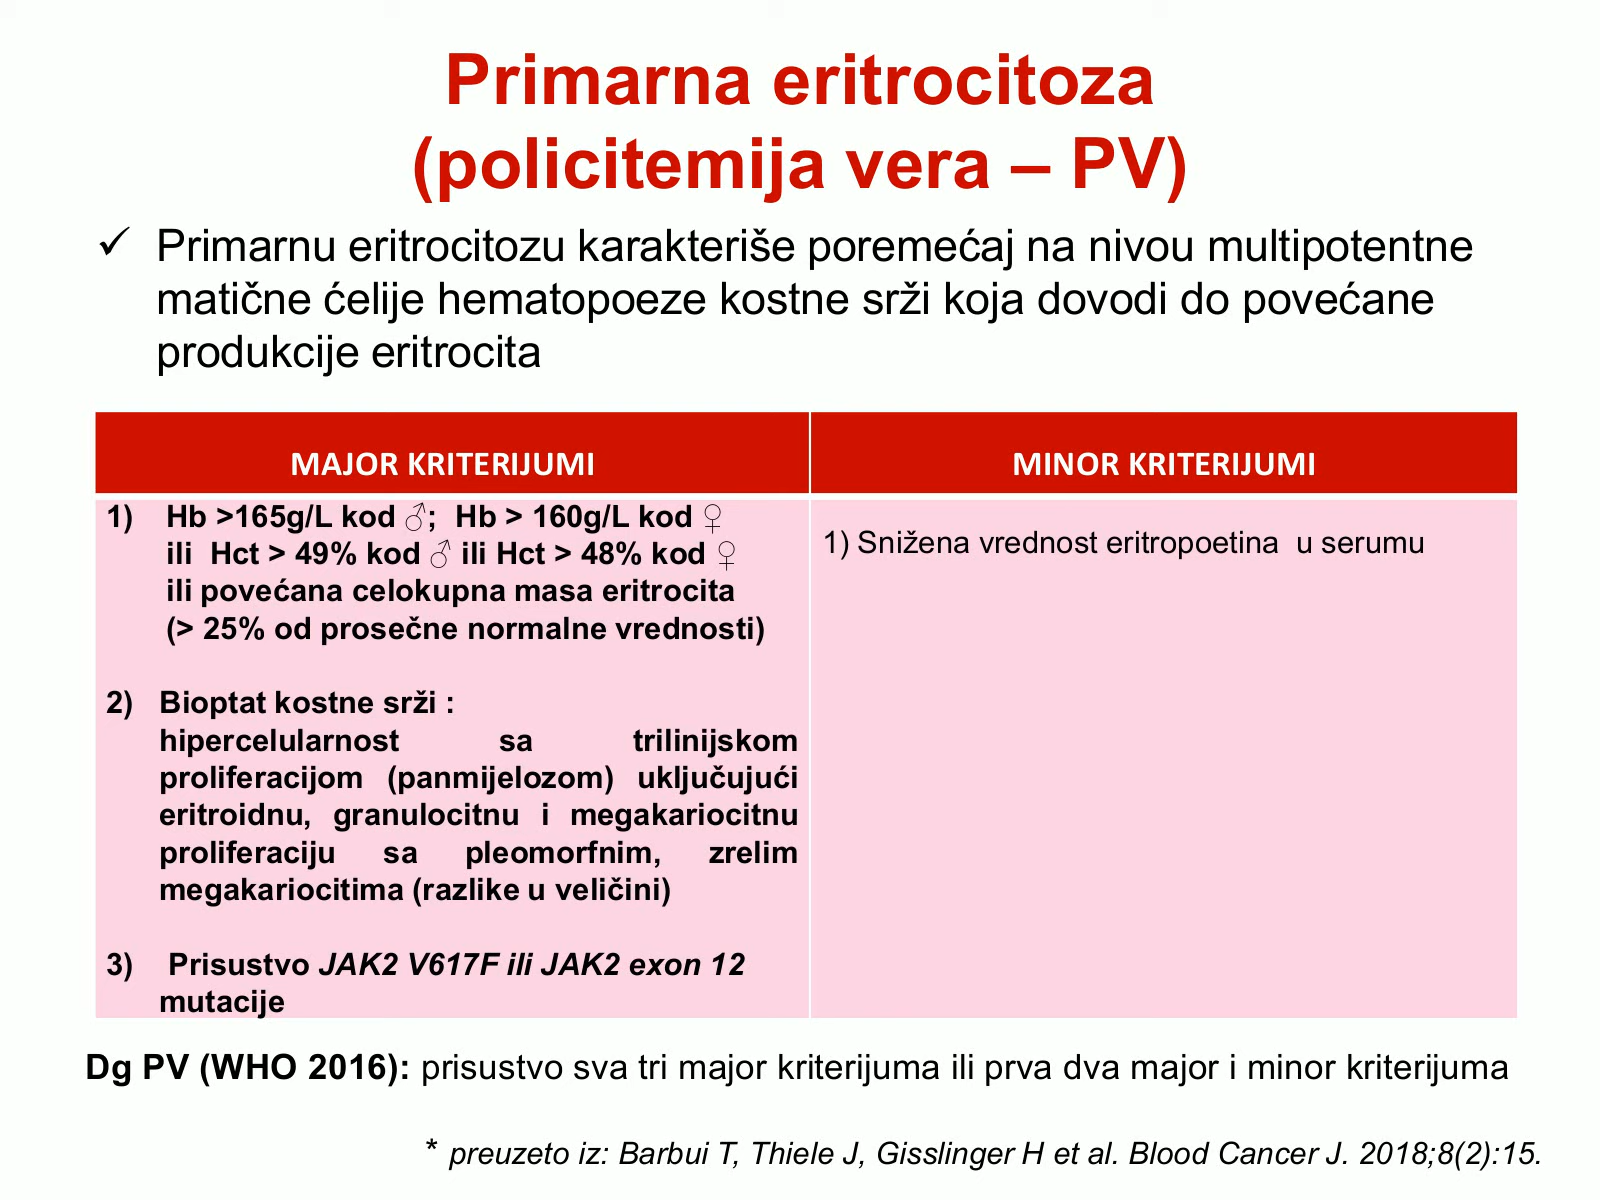 Primarna eritrocitoza
(policitemija vera – PV)
✓ Primarnu eritrocitozu karakteriše poremećaj na nivou multipotentne
matične ćelije hematopoeze kostne srži koja dovodi do povećane
produkcije eritrocita
MAJOR KRITERIJUMI
1) Hb >165g/L kod ♂; Hb > 160g/L kod ♀
ili Hct > 49% kod ♂ ili Hct > 48% kod ♀
ili povećana celokupna masa eritrocita
(> 25% od prosečne normalne vrednosti)
2) Bioptat kostne srži :
hipercelularnost sa trilinijskom
proliferacijom (panmijelozom) uključujući
eritroidnu, granulocitnu i megakariocitnu
proliferaciju sa pleomorfnim, zrelim
megakariocitima (razlike u veličini)
3) Prisustvo JAK2 V617F ili JAK2 exon 12
mutacije
MINOR KRITERIJUMI
1) Snižena vrednost eritropoetina u serumu
Dg PV (WHO 2016): prisustvo sva tri major kriterijuma ili prva dva major i minor kriterijuma
* preuzeto iz: Barbui T, Thiele J, Gisslinger H et al. Blood Cancer J. 2018;8(2):15.